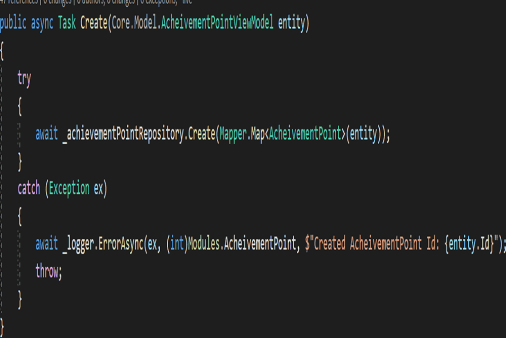 public async Task Create(Core.Model.AcheivementPointViewModel entity)
{
try
{
await _achievementPointRepository.Create(Mapper.Map<AcheivementPoint>(entity));
}
catch (Exception ex)
{
await _logger.ErrorAsync(ex, (int)Modules.AcheivementPoint, $"Created AcheivementPoint Id: {entity.Id}");
throw;
}
}